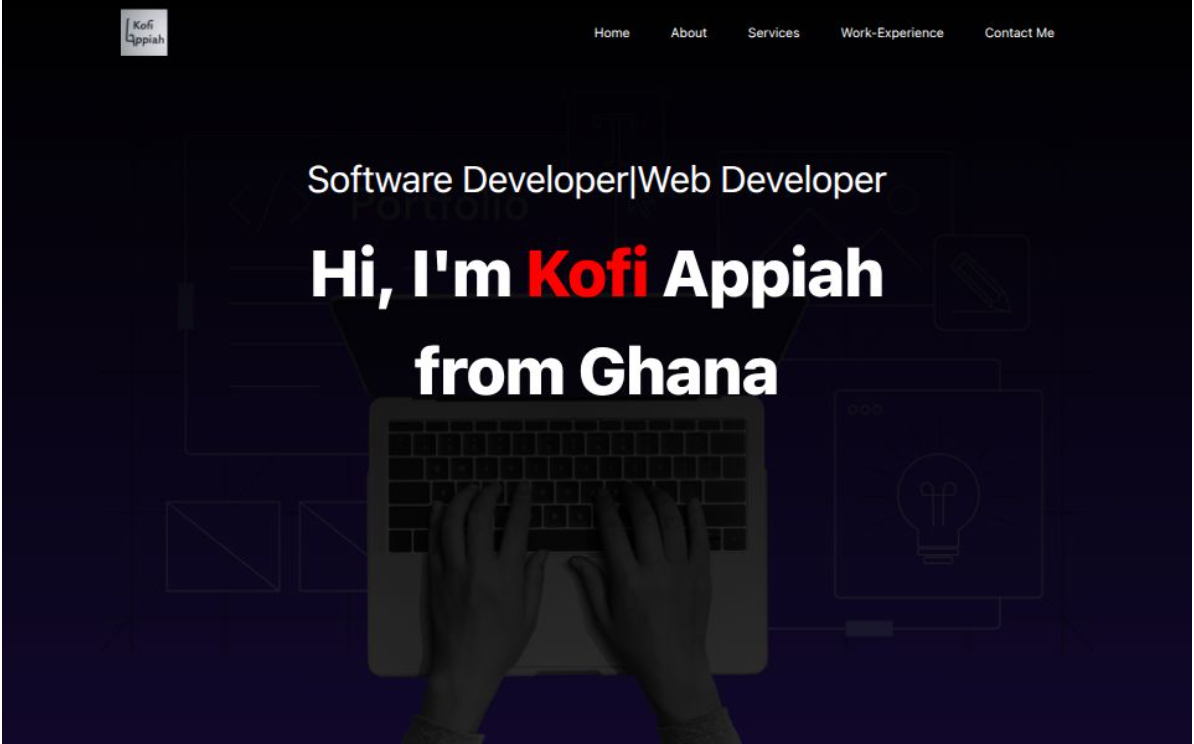 Kofi
Appiah
Home
About
Services
Work-Experience
Contact Me
Software Developer|Web Developer
Portfolio
Hi, I'm Kofi Appiah
from Ghana